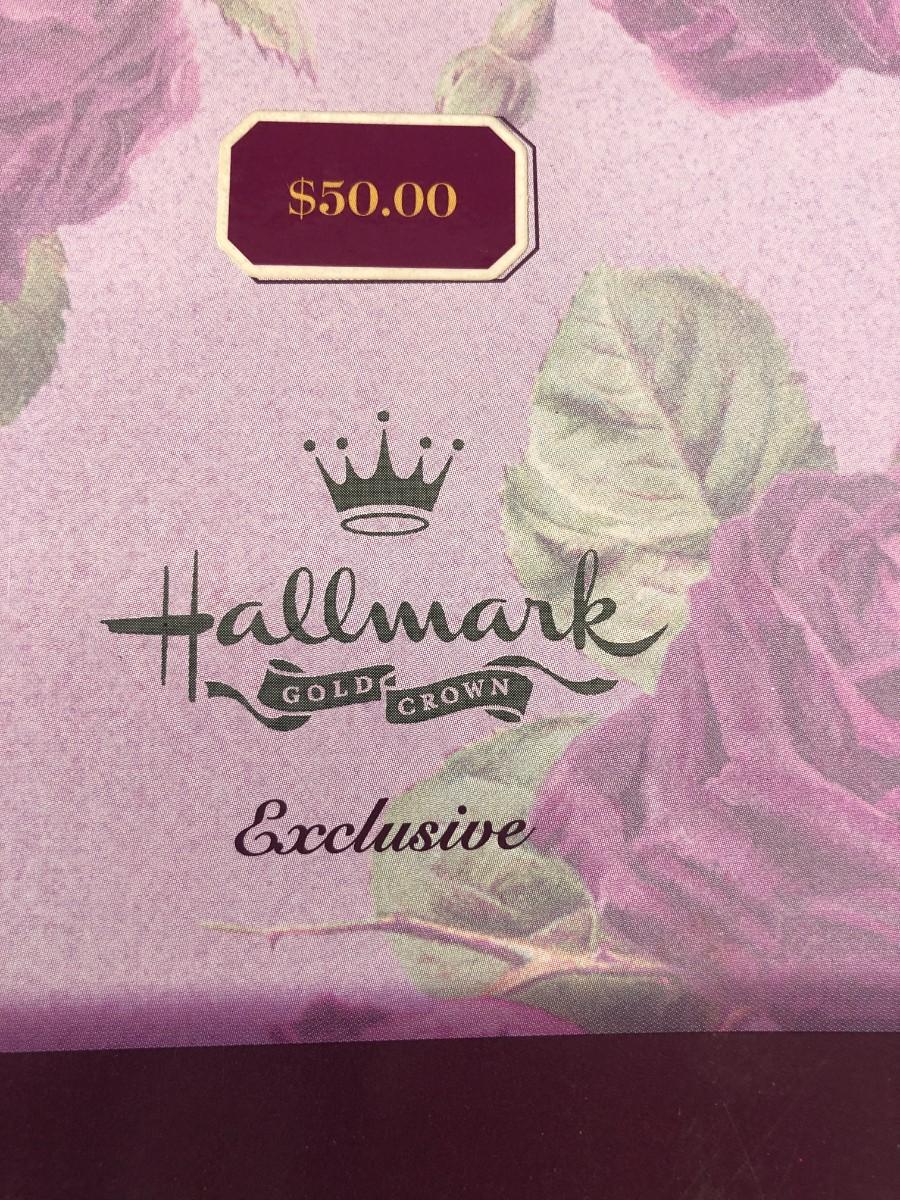 $50.00
Hallmark
GOLD CROWN
Exclusive